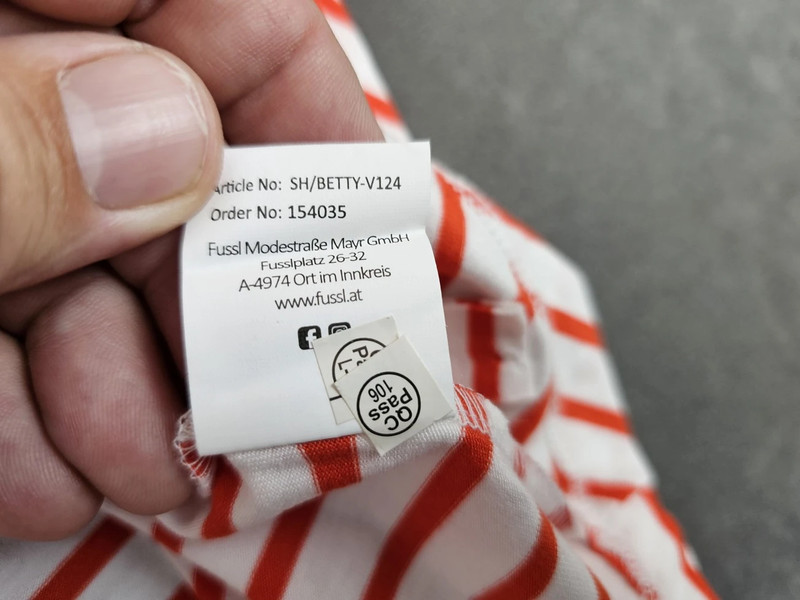 Article No: SH/BETTY-V124
Order No: 154035
Fussl Modestraße Mayr GmbH
Fusslplatz 26-32
A-4974 Ort im Innkreis
www.fussl.at
QC
Pass
106